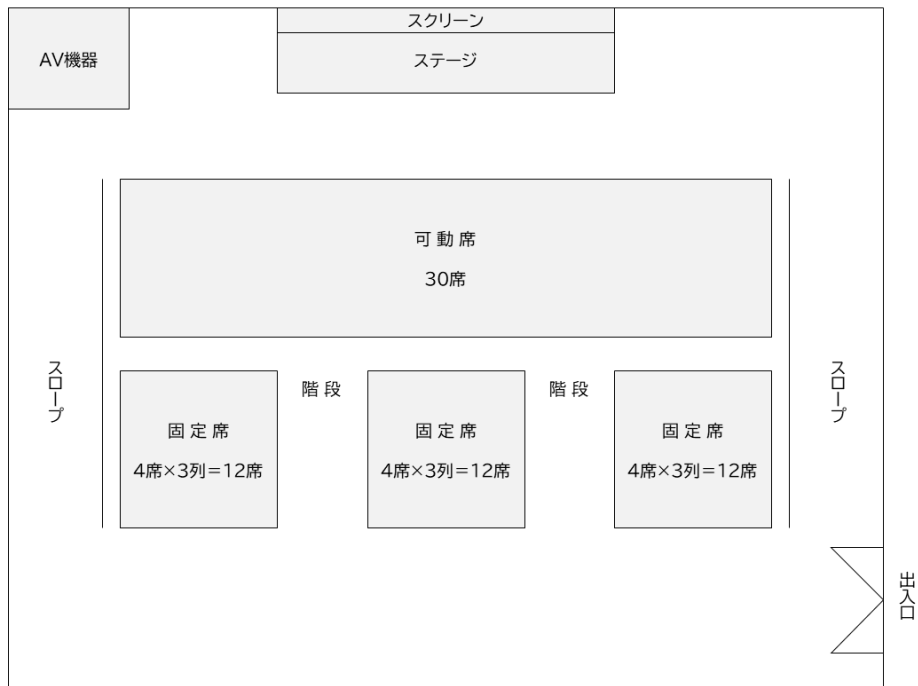 スクリーン
AV機器
ステージ
可動席
30席
スロープ
スロープ
階段
階段
固定席
4席×3列＝12席
固定席
4席×3列＝12席
固定席
4席×3列＝12席
出入口